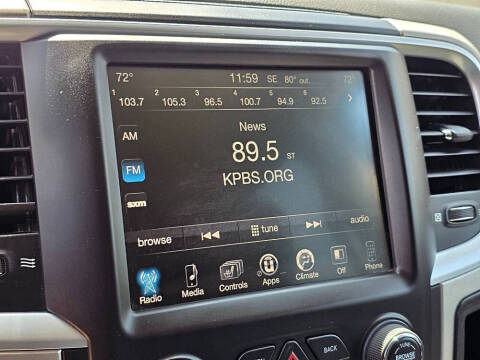 72° 11:59 SE 80° out. 72°
1 103.7 2 105.3 3 96.5 4 100.7 5 94.9 6 92.5
AM
News
FM
89.5 ST
KPBS.ORG
sxm
browse tune audio
Radio Media Controls Apps Climate Off Phone
BACK
TUNE
BROWSE